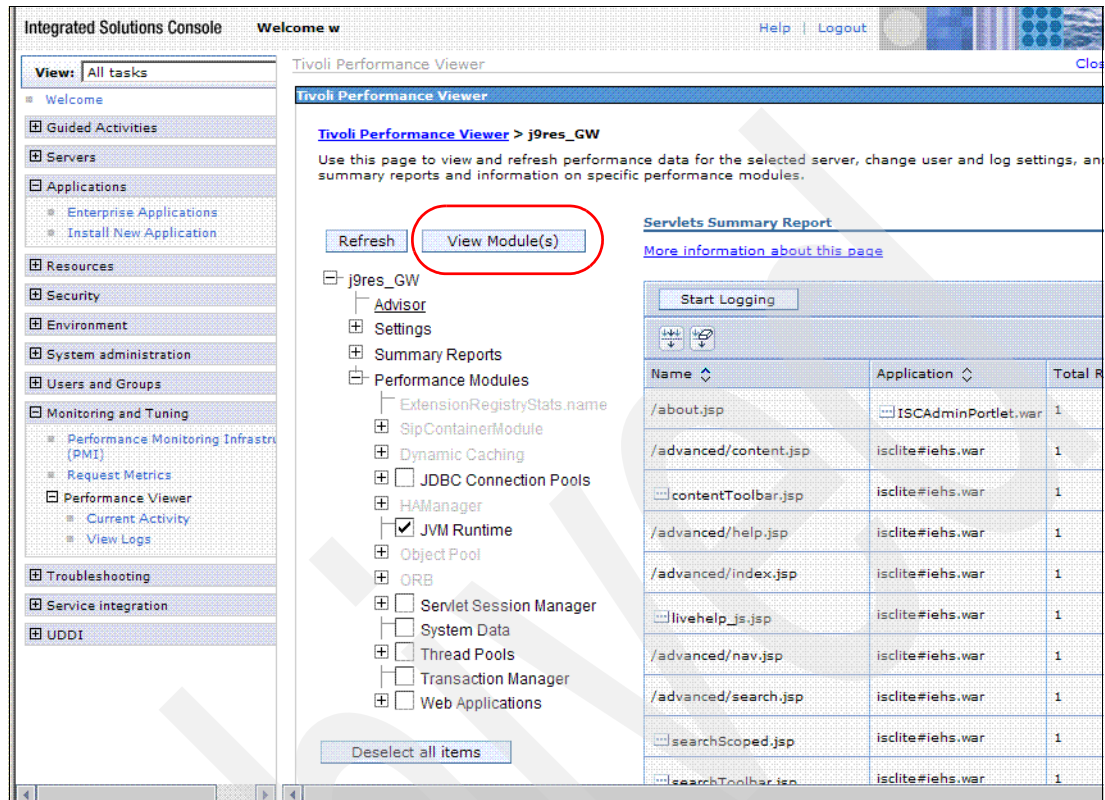 Integrated Solutions Console Welcome w Help | Logout
View: All tasks
Welcome
Guided Activities
Servers
Applications
Enterprise Applications
Install New Application
Resources
Security
Environment
System administration
Users and Groups
Monitoring and Tuning
Performance Monitoring Infrastru
(PMI)
Request Metrics
Performance Viewer
Current Activity
View Logs
Troubleshooting
Service integration
UDDI
Tivoli Performance Viewer Clos
Tivoli Performance Viewer
Tivoli Performance Viewer > j9res_GW
Use this page to view and refresh performance data for the selected server, change user and log settings, an
summary reports and information on specific performance modules.
Refresh View Module(s)
j9res_GW
Advisor
Settings
Summary Reports
Performance Modules
ExtensionRegistryStats.name
SipContainerModule
Dynamic Caching
JDBC Connection Pools
HAManager
JVM Runtime
Object Pool
ORB
Servlet Session Manager
System Data
Thread Pools
Transaction Manager
Web Applications
Deselect all items
Servlets Summary Report
More information about this page
Start Logging
Name Application Total R
/about.jsp ISCAdminPortlet.war 1
/advanced/content.jsp isclite#iehs.war 1
contentToolbar.jsp isclite#iehs.war 1
/advanced/help.jsp isclite#iehs.war 1
/advanced/index.jsp isclite#iehs.war 1
livehelp_js.jsp isclite#iehs.war 1
/advanced/nav.jsp isclite#iehs.war 1
/advanced/search.jsp isclite#iehs.war 1
searchScoped.jsp isclite#iehs.war 1
searchToolbar.jsp isclite#iehs.war 1